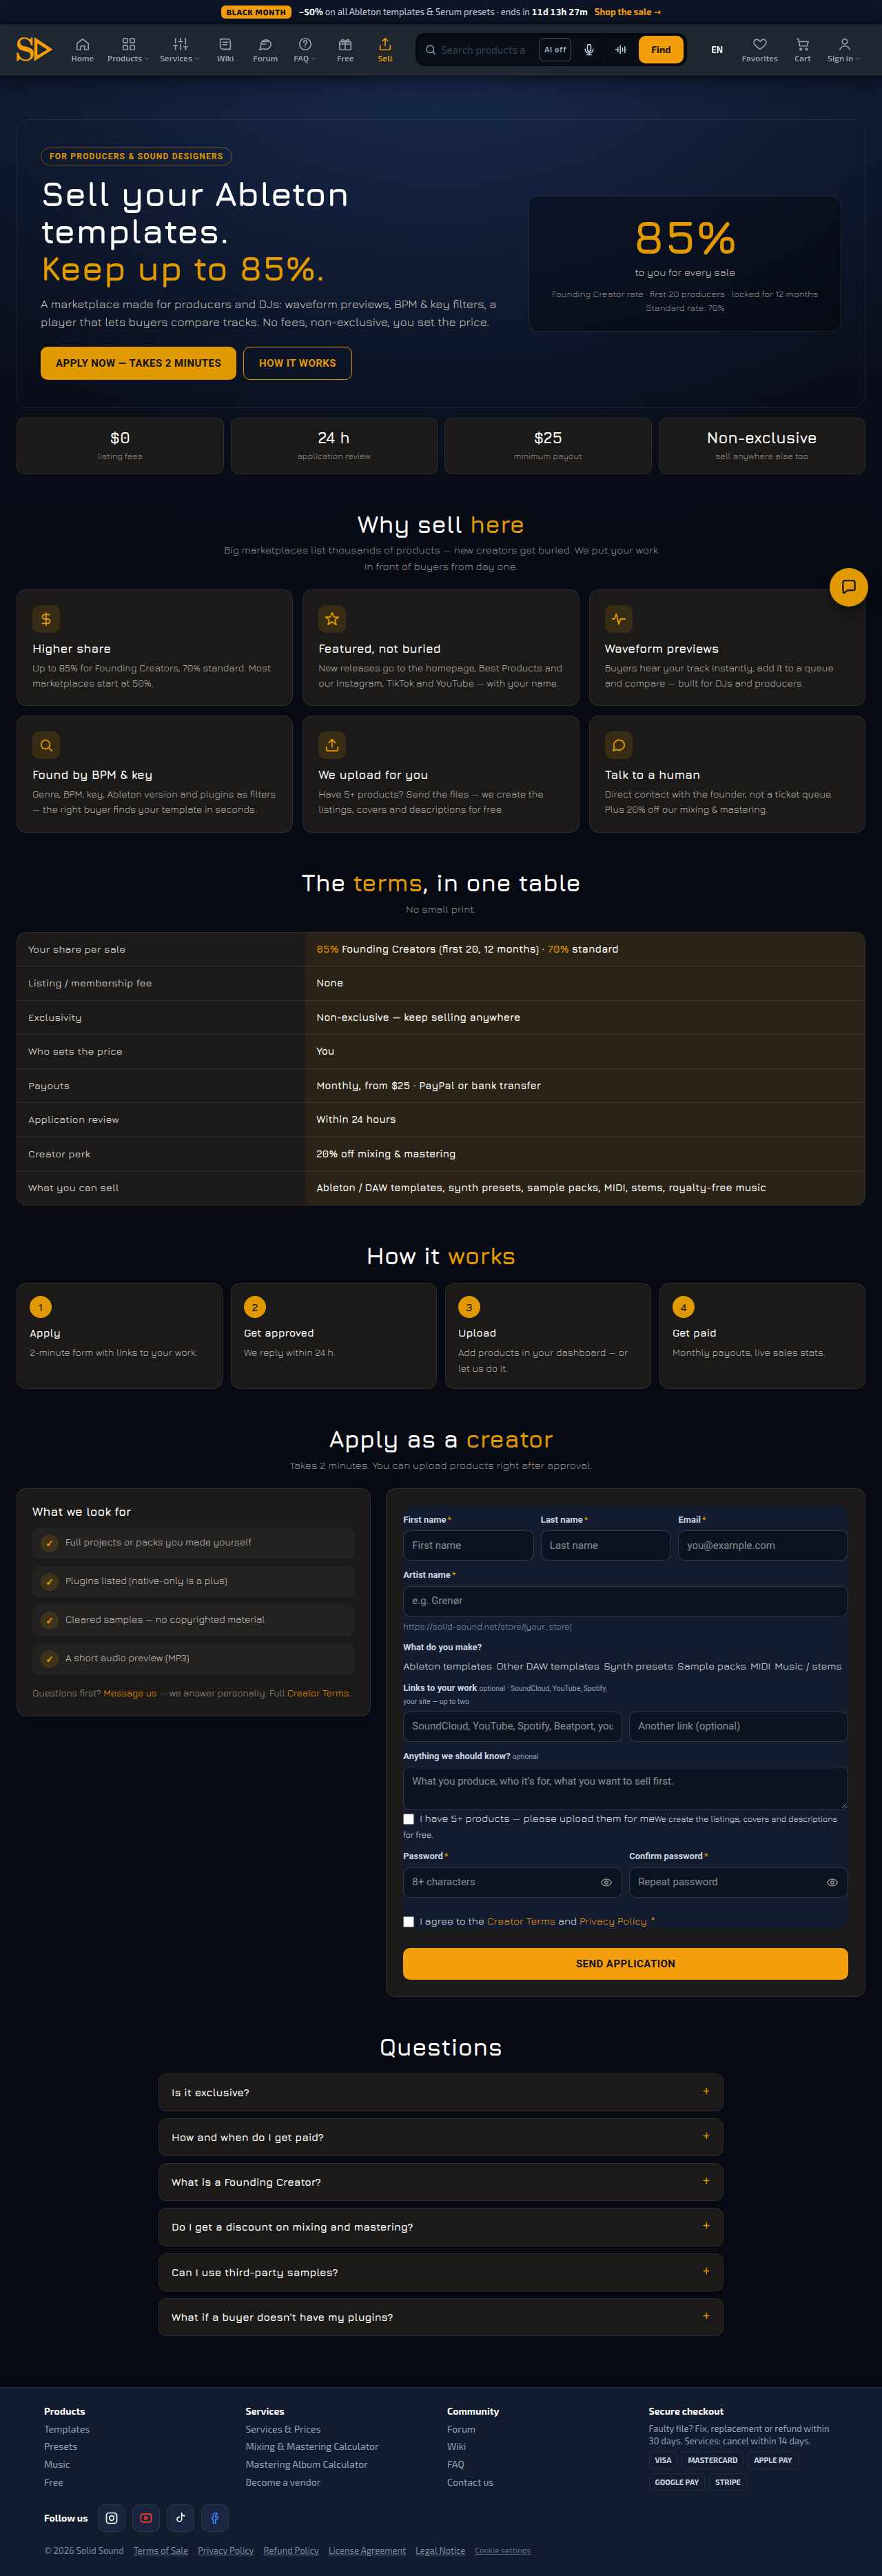 BLACK MONTH −50% on all Ableton templates & Serum presets · ends in 11d 13h 27m Shop the sale →
Home Products Services Wiki Forum FAQ Free Sell
Search products a AI off Find EN Favorites Cart Sign in
FOR PRODUCERS & SOUND DESIGNERS
Sell your Ableton
templates.
Keep up to 85%.
A marketplace made for producers and DJs: waveform previews, BPM & key filters, a
player that lets buyers compare tracks. No fees, non-exclusive, you set the price.
APPLY NOW — TAKES 2 MINUTES HOW IT WORKS
85%
to you for every sale
Founding Creator rate · first 20 producers · locked for 12 months
Standard rate: 70%
$0
listing fees
24 h
application review
$25
minimum payout
Non-exclusive
sell anywhere else too
Why sell here
Big marketplaces list thousands of products — new creators get buried. We put your work
in front of buyers from day one.
Higher share
Up to 85% for Founding Creators, 70% standard. Most
marketplaces start at 50%.
Featured, not buried
New releases go to the homepage, Best Products and
our Instagram, TikTok and YouTube — with your name.
Waveform previews
Buyers hear your track instantly, add it to a queue
and compare — built for DJs and producers.
Found by BPM & key
Genre, BPM, key, Ableton version and plugins as filters
— the right buyer finds your template in seconds.
We upload for you
Have 5+ products? Send the files — we create the
listings, covers and descriptions for free.
Talk to a human
Direct contact with the founder, not a ticket queue.
Plus 20% off our mixing & mastering.
The terms, in one table
No small print.
Your share per sale 85% Founding Creators (first 20, 12 months) · 70% standard
Listing / membership fee None
Exclusivity Non-exclusive — keep selling anywhere
Who sets the price You
Payouts Monthly, from $25 · PayPal or bank transfer
Application review Within 24 hours
Creator perk 20% off mixing & mastering
What you can sell Ableton / DAW templates, synth presets, sample packs, MIDI, stems, royalty-free music
How it works
1
Apply
2-minute form with links to your work.
2
Get approved
We reply within 24 h.
3
Upload
Add products in your dashboard — or
let us do it.
4
Get paid
Monthly payouts, live sales stats.
Apply as a creator
Takes 2 minutes. You can upload products right after approval.
What we look for
✓ Full projects or packs you made yourself
✓ Plugins listed (native-only is a plus)
✓ Cleared samples — no copyrighted material
✓ A short audio preview (MP3)
Questions first? Message us — we answer personally. Full Creator Terms.
First name * Last name * Email *
First name Last name you@example.com
Artist name *
e.g. Grenør
https://solid-sound.net/store/[your_store]
What do you make?
Ableton templates Other DAW templates Synth presets Sample packs MIDI Music / stems
Links to your work optional · SoundCloud, YouTube, Spotify,
your site — up to two
SoundCloud, YouTube, Spotify, Beatport, you Another link (optional)
Anything we should know? optional
What you produce, who it's for, what you want to sell first.
I have 5+ products — please upload them for meWe create the listings, covers and descriptions
for free.
Password * Confirm password *
8+ characters Repeat password
I agree to the Creator Terms and Privacy Policy *
SEND APPLICATION
Questions
Is it exclusive? +
How and when do I get paid? +
What is a Founding Creator? +
Do I get a discount on mixing and mastering? +
Can I use third-party samples? +
What if a buyer doesn't have my plugins? +
Products
Templates
Presets
Music
Free
Services
Services & Prices
Mixing & Mastering Calculator
Mastering Album Calculator
Become a vendor
Community
Forum
Wiki
FAQ
Contact us
Secure checkout
Faulty file? Fix, replacement or refund within
30 days. Services: cancel within 14 days.
VISA MASTERCARD APPLE PAY
GOOGLE PAY STRIPE
Follow us
© 2026 Solid Sound Terms of Sale Privacy Policy Refund Policy License Agreement Legal Notice Cookie settings